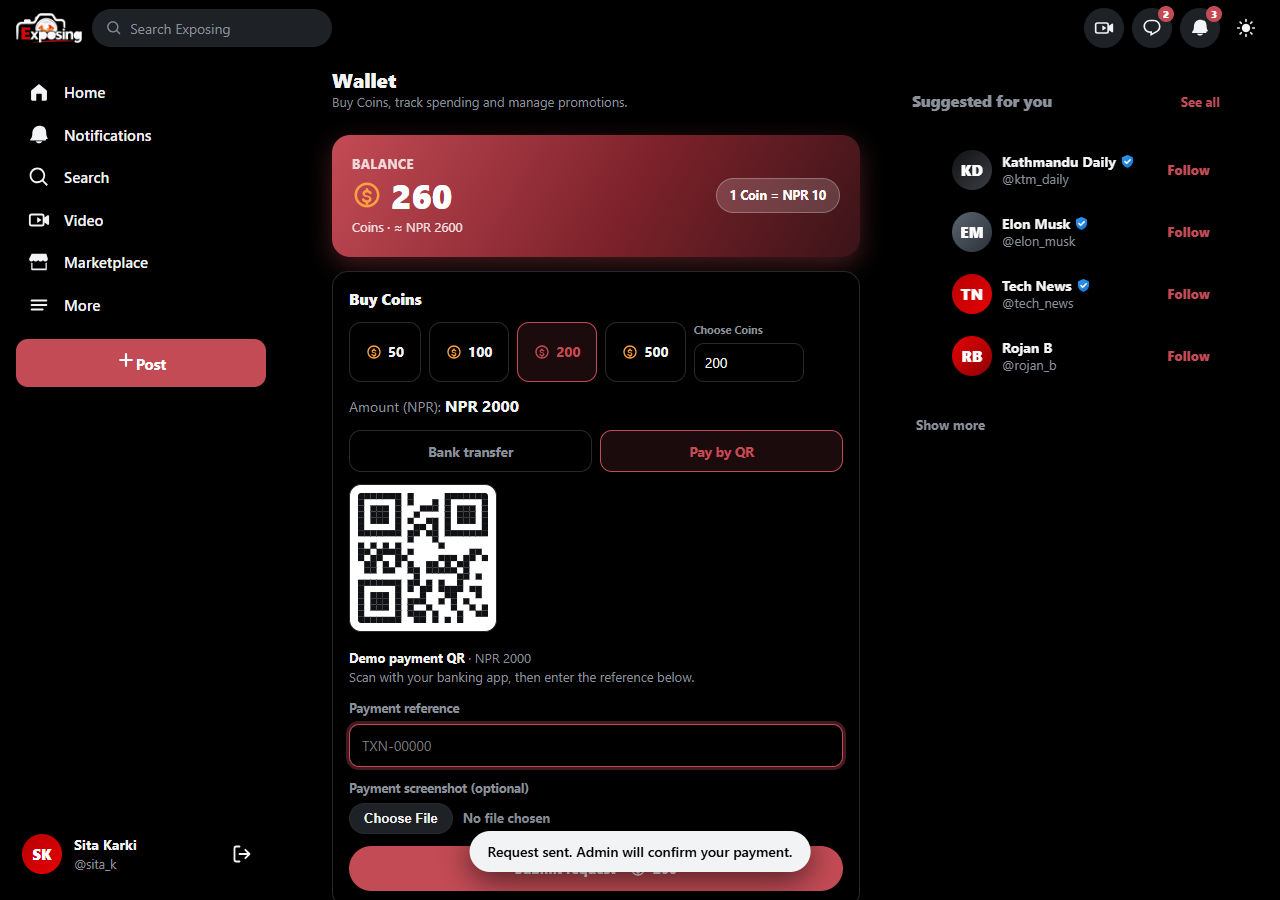 Exposing
Search Exposing
2
3
Home
Notifications
Search
Video
Marketplace
More
Post
Sita Karki
@sita_k
SK
Wallet
Buy Coins, track spending and manage promotions.
BALANCE
260
Coins · ≈ NPR 2600
1 Coin = NPR 10
Buy Coins
50
100
200
500
Choose Coins
200
Amount (NPR): NPR 2000
Bank transfer
Pay by QR
Demo payment QR · NPR 2000
Scan with your banking app, then enter the reference below.
Payment reference
TXN-00000
Payment screenshot (optional)
Choose File No file chosen
Request sent. Admin will confirm your payment.
Suggested for you
See all
KD
Kathmandu Daily
@ktm_daily
Follow
EM
Elon Musk
@elon_musk
Follow
TN
Tech News
@tech_news
Follow
RB
Rojan B
@rojan_b
Follow
Show more